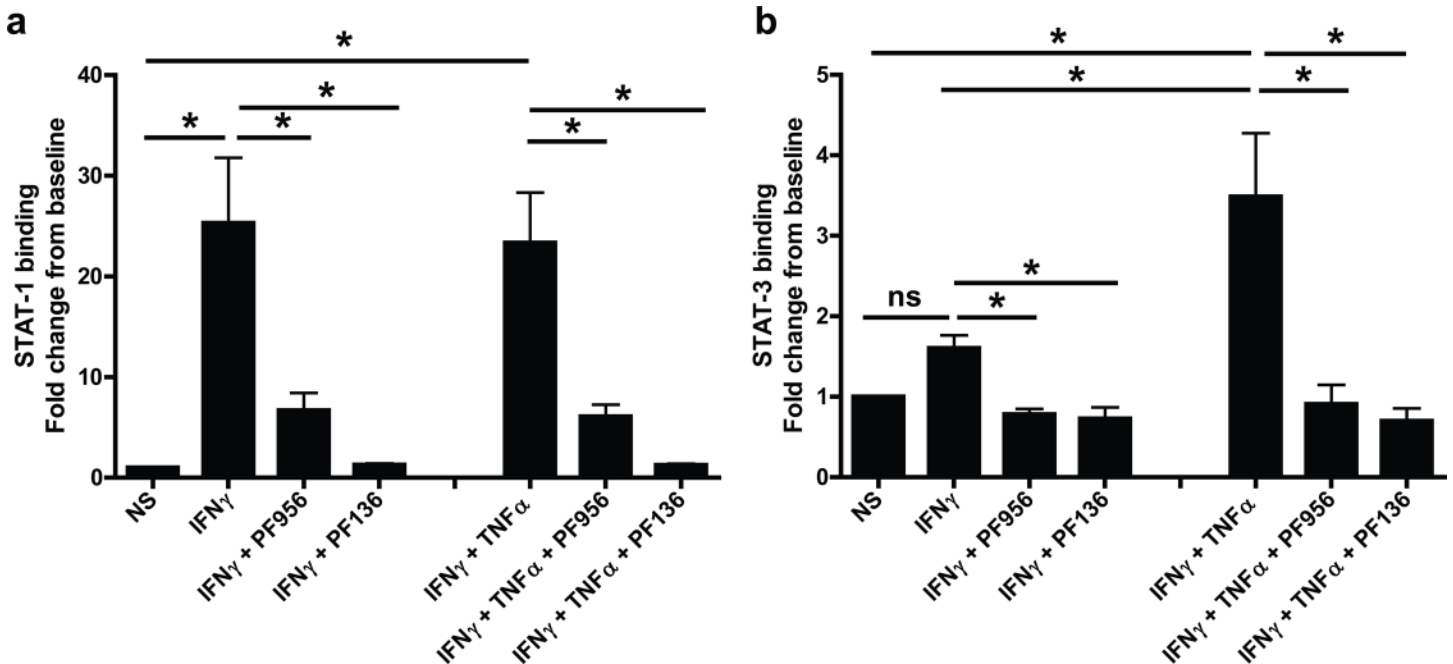 a
*
*
*
*
*
*
40
30
20
10
0
STAT-1 binding
Fold change from baseline
NS
IFNγ
IFNγ + PF956
IFNγ + PF136
IFNγ + TNFα
IFNγ + TNFα + PF956
IFNγ + TNFα + PF136
b
*
*
*
*
*
ns
*
5
4
3
2
1
0
STAT-3 binding
Fold change from baseline
NS
IFNγ
IFNγ + PF956
IFNγ + PF136
IFNγ + TNFα
IFNγ + TNFα + PF956
IFNγ + TNFα + PF136